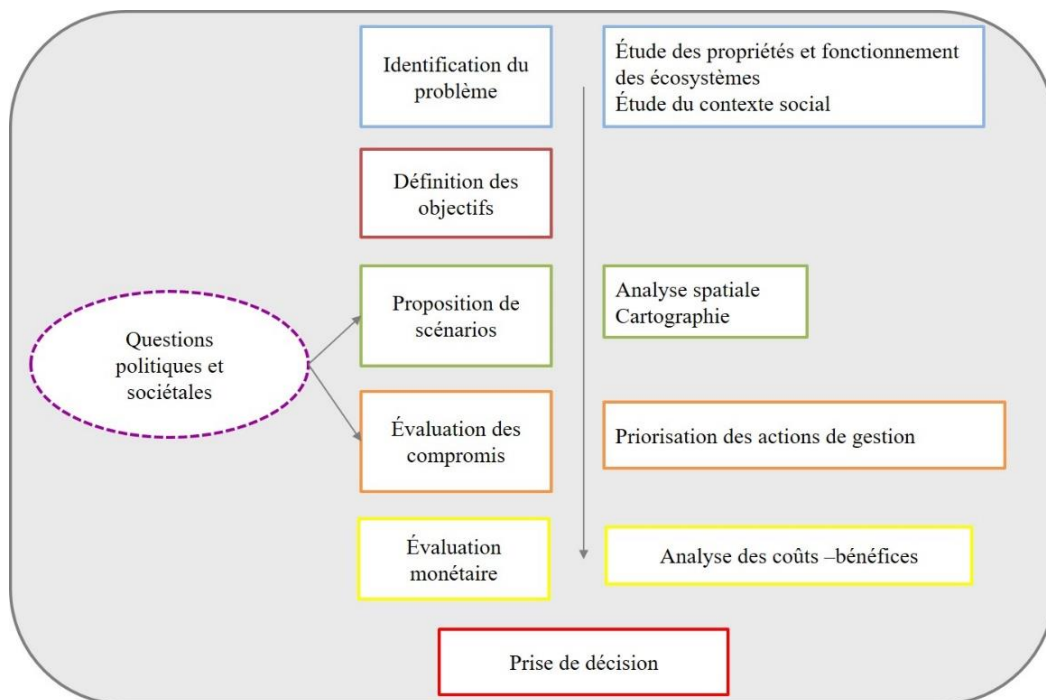 Identification du
problème
Étude des propriétés et fonctionnement
des écosystèmes
Étude du contexte social
Définition des
objectifs
Proposition de
scénarios
Analyse spatiale
Cartographie
Questions
politiques et
sociétales
Évaluation des
compromis
Priorisation des actions de gestion
Évaluation
monétaire
Analyse des coûts –bénéfices
Prise de décision